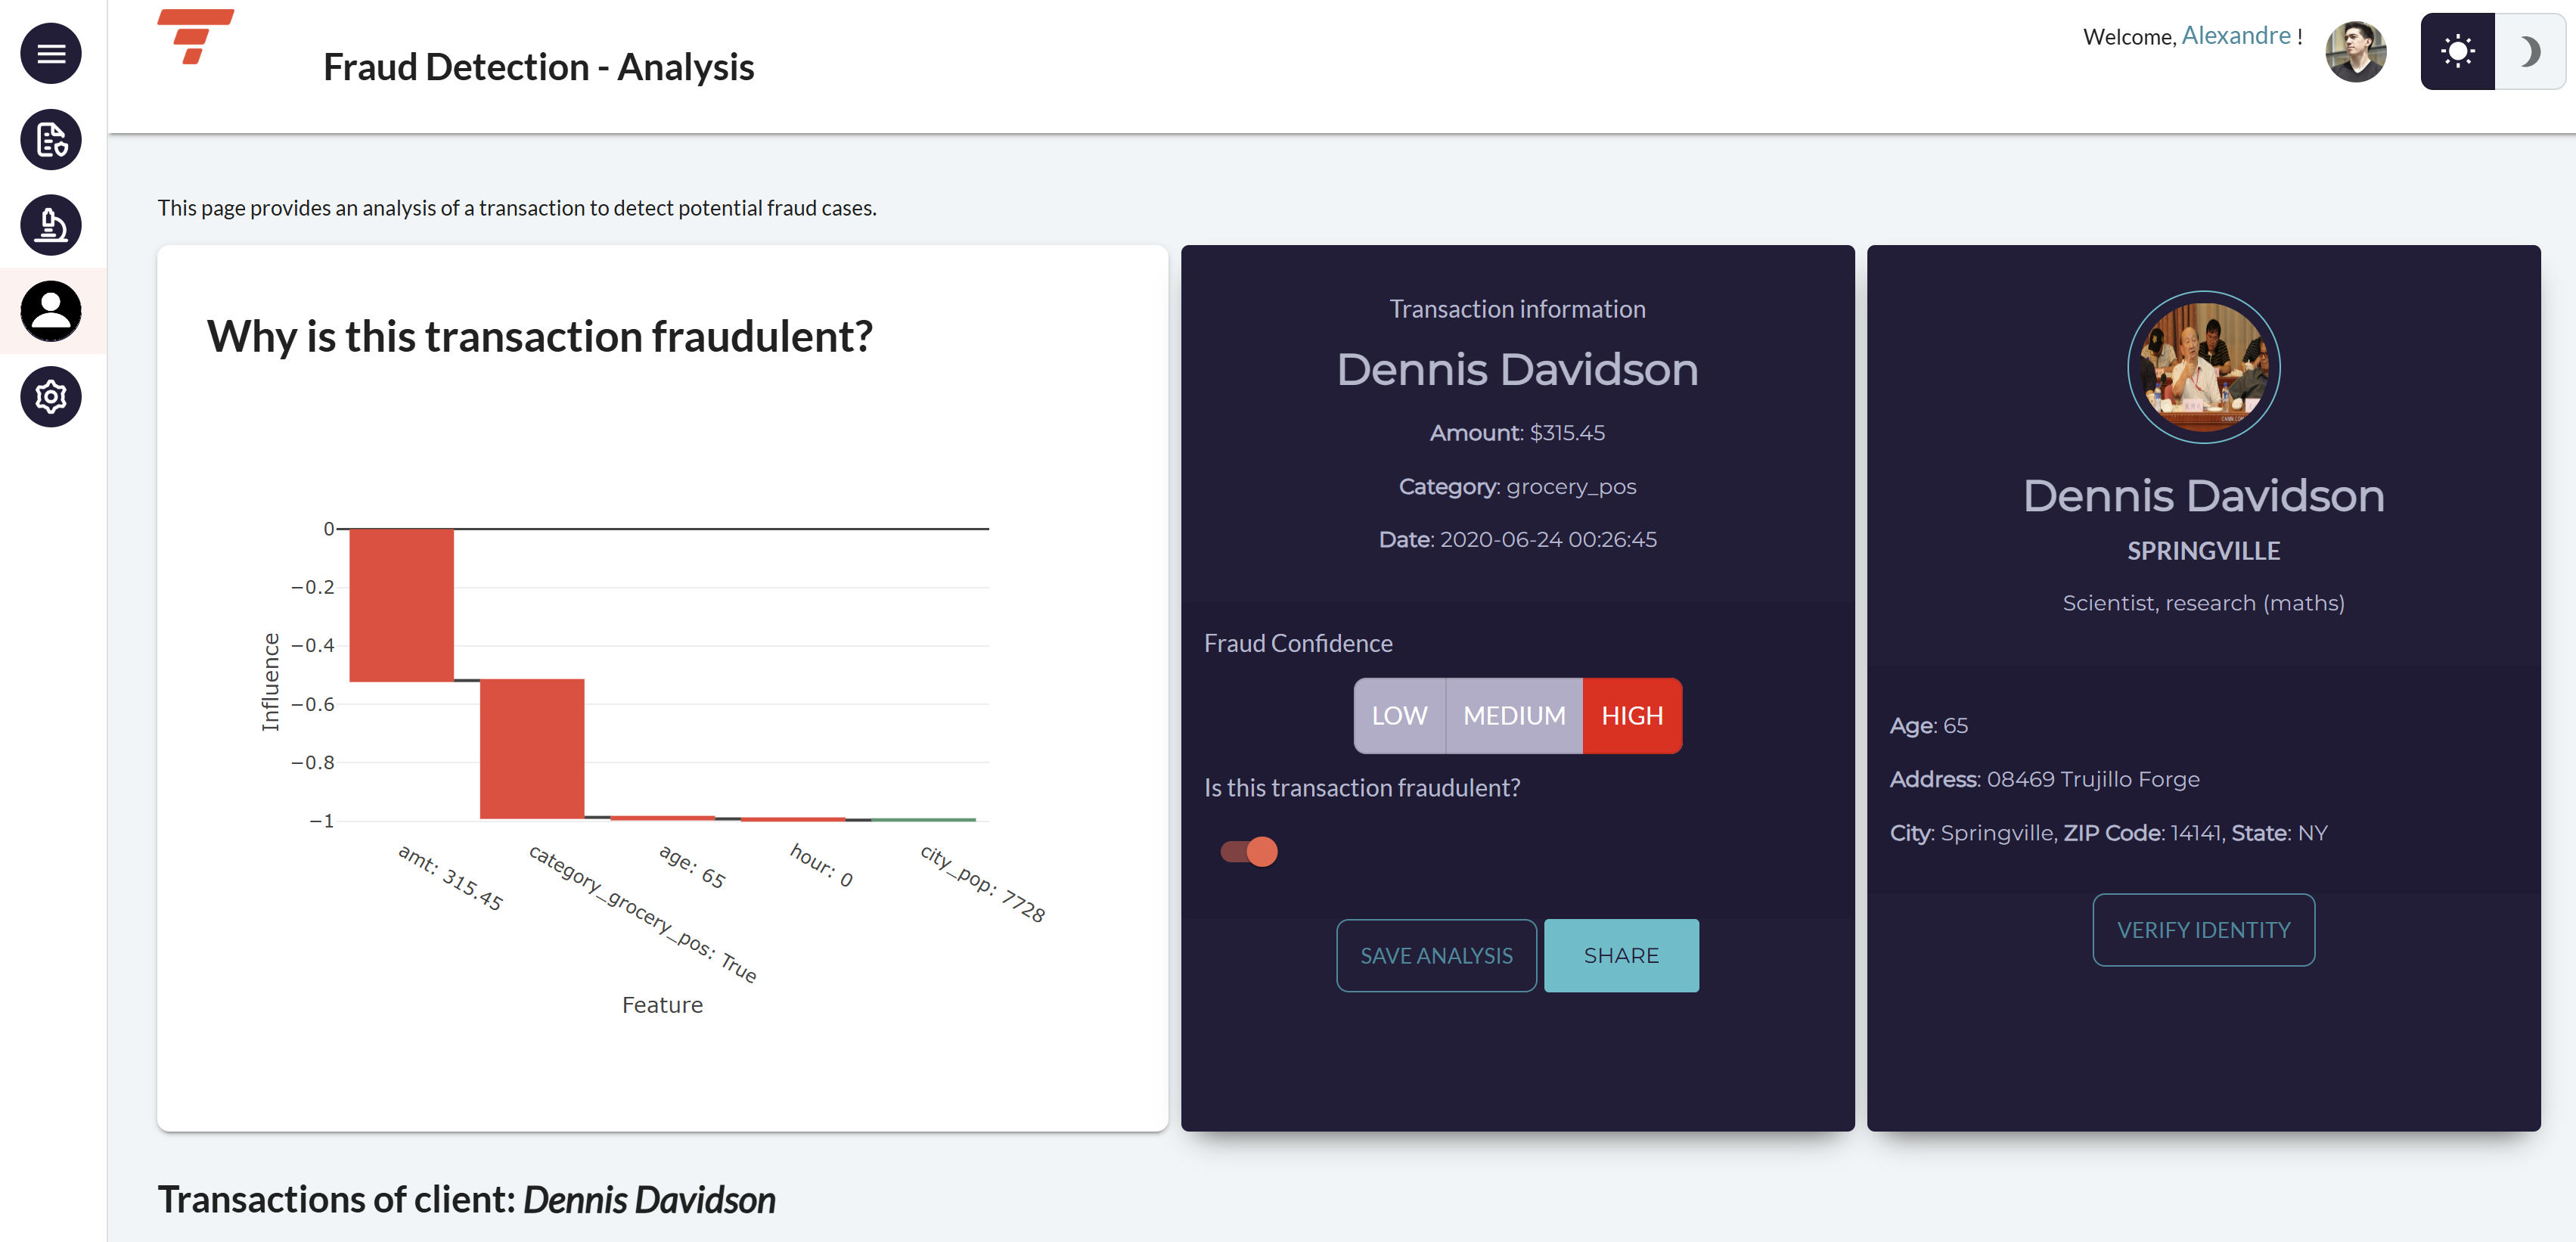 Fraud Detection - Analysis
Welcome, Alexandre !
This page provides an analysis of a transaction to detect potential fraud cases.
Why is this transaction fraudulent?
0
−0.2
−0.4
−0.6
−0.8
−1
Influence
amt: 315.45
category_grocery_pos: True
age: 65
hour: 0
city_pop: 7728
Feature
Transaction information
Dennis Davidson
Amount: $315.45
Category: grocery_pos
Date: 2020-06-24 00:26:45
Fraud Confidence
LOW MEDIUM HIGH
Is this transaction fraudulent?
SAVE ANALYSIS SHARE
Dennis Davidson
SPRINGVILLE
Scientist, research (maths)
Age: 65
Address: 08469 Trujillo Forge
City: Springville, ZIP Code: 14141, State: NY
VERIFY IDENTITY
Transactions of client: Dennis Davidson